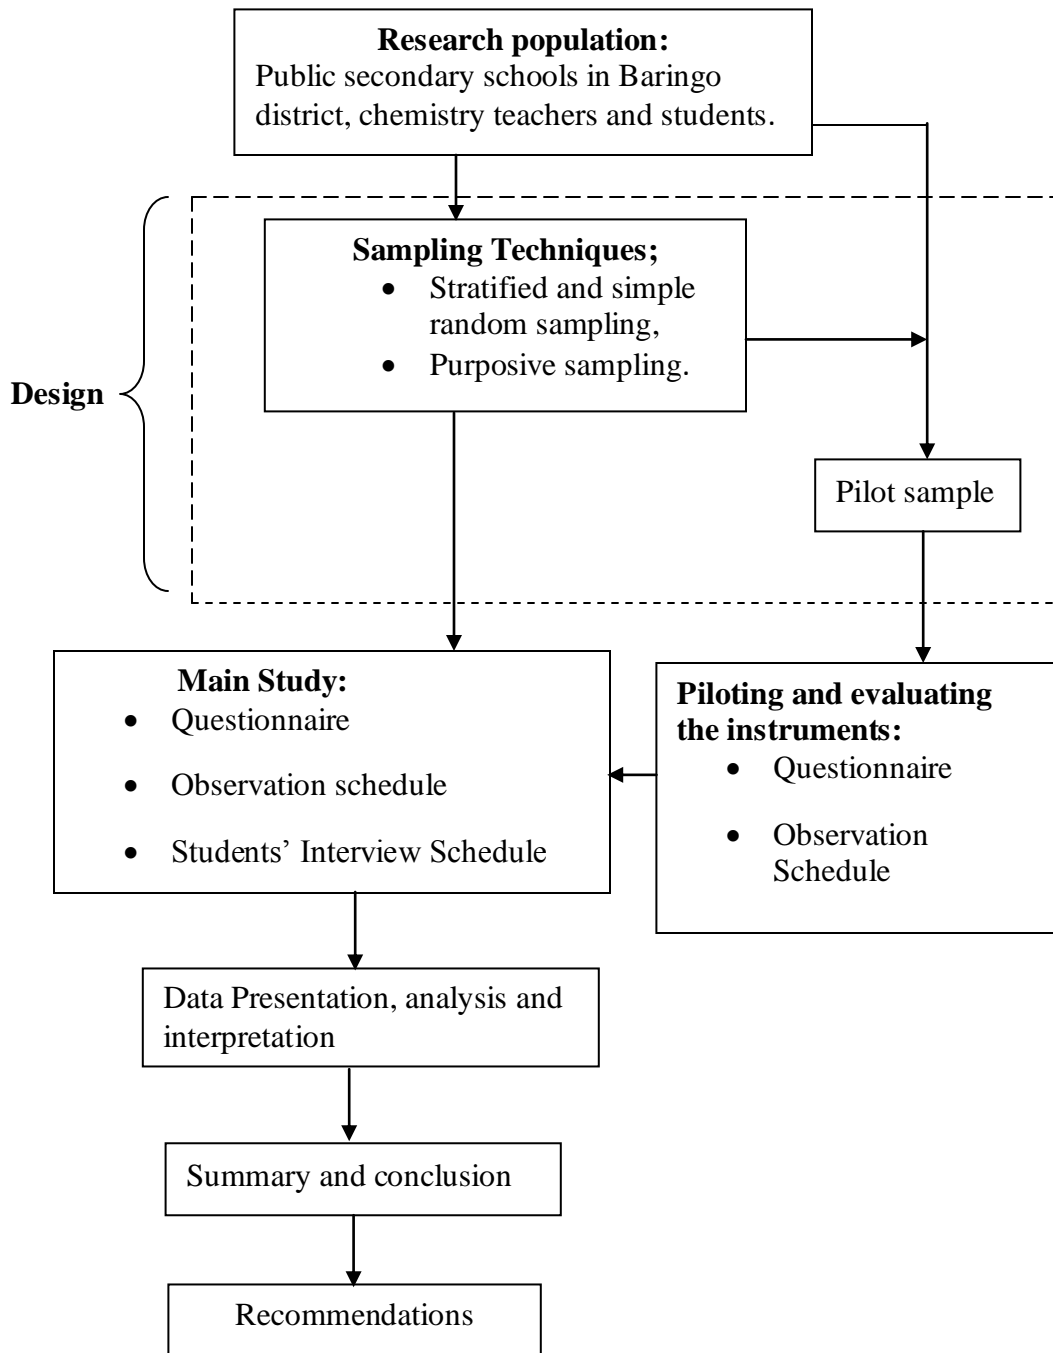 Research population:
Public secondary schools in Baringo
district, chemistry teachers and students.
Sampling Techniques;
• Stratified and simple
random sampling,
• Purposive sampling.
Design
Pilot sample
Main Study:
• Questionnaire
• Observation schedule
• Students’ Interview Schedule
Piloting and evaluating
the instruments:
• Questionnaire
• Observation
Schedule
Data Presentation, analysis and
interpretation
Summary and conclusion
Recommendations